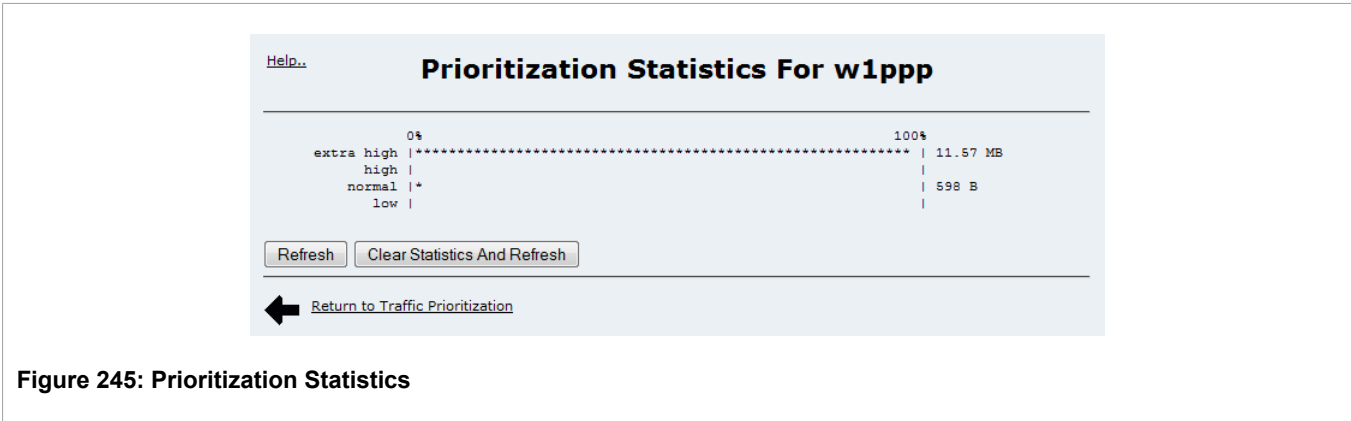 Help..
Prioritization Statistics For w1ppp
0% 100%
extra high |*********************************************************** | 11.57 MB
high | |
normal |* | 598 B
low | |
Refresh Clear Statistics And Refresh
Return to Traffic Prioritization
Figure 245: Prioritization Statistics